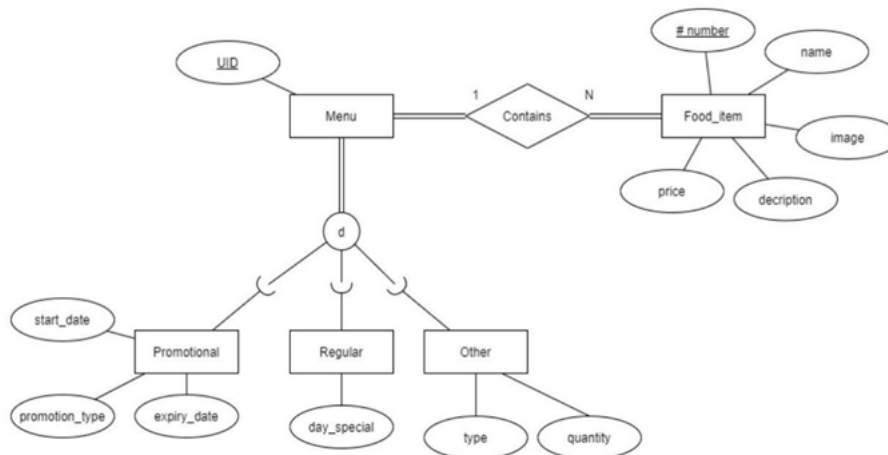 # number
UID
name
1
N
Menu
Contains
Food_item
image
price
decription
d
start_date
Promotional
Regular
Other
promotion_type
expiry_date
day_special
type
quantity